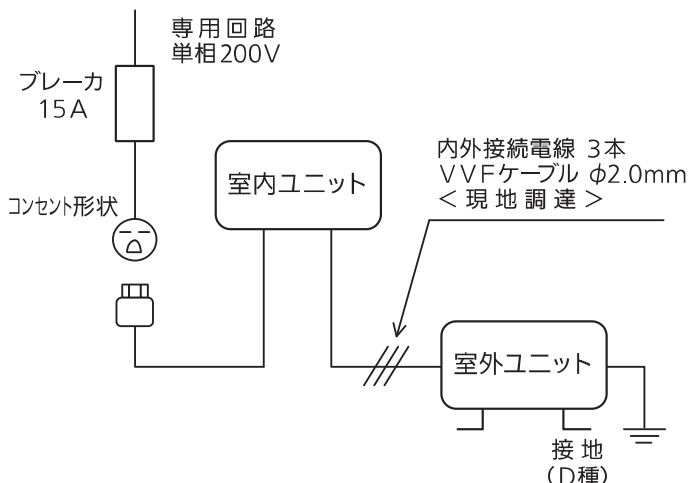 専用回路
単相200V
ブレーカ
15A
コンセント形状
室内ユニット
内外接続電線 3本
VVFケーブル φ2.0mm
<現地調達>
室外ユニット
接地
(D種)